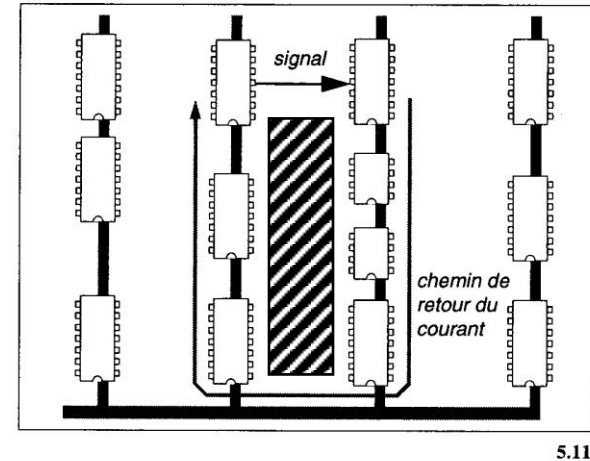 signal
chemin de
retour du
courant
5.11